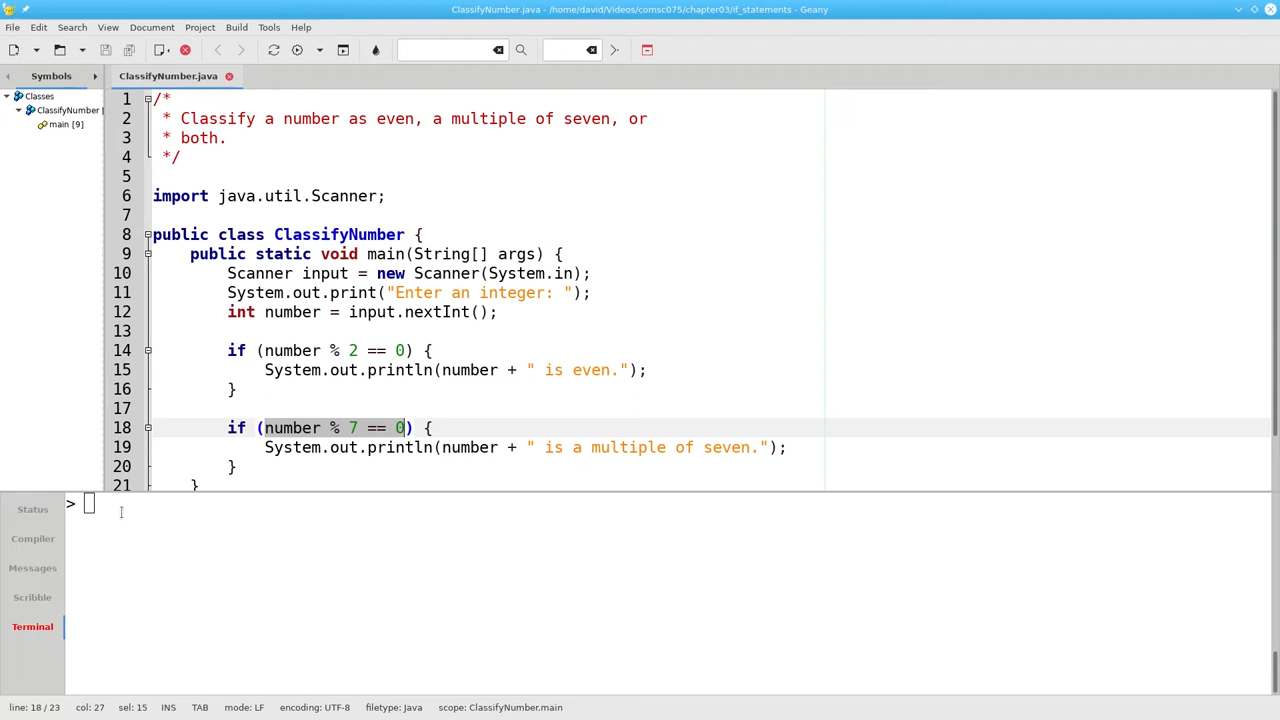 ClassifyNumber.java - /home/david/Videos/comsc075/chapter03/if_statements - Geany
File Edit Search View Document Project Build Tools Help
Symbols
ClassifyNumber.java
Classes
ClassifyNumber [
main [9]
1 /*
2 * Classify a number as even, a multiple of seven, or
3 * both.
4 */
5
6 import java.util.Scanner;
7
8 public class ClassifyNumber {
9 public static void main(String[] args) {
10 Scanner input = new Scanner(System.in);
11 System.out.print("Enter an integer: ");
12 int number = input.nextInt();
13
14 if (number % 2 == 0) {
15 System.out.println(number + " is even.");
16 }
17
18 if (number % 7 == 0) {
19 System.out.println(number + " is a multiple of seven.");
20 }
21 }
Status
Compiler
Messages
Scribble
Terminal
>
line: 18 / 23 col: 27 sel: 15 INS TAB mode: LF encoding: UTF-8 filetype: Java scope: ClassifyNumber.main